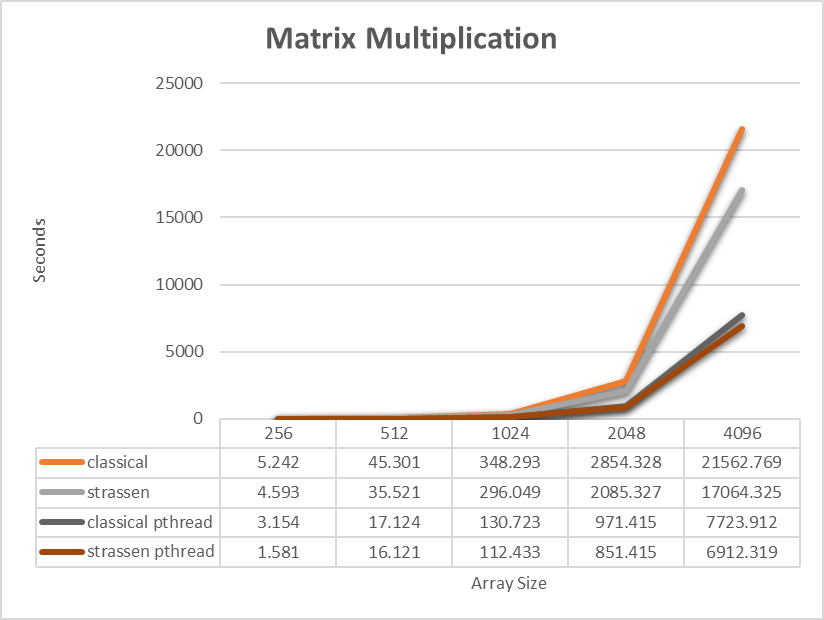 Matrix Multiplication
25000
20000
15000
10000
5000
0
Seconds
256 512 1024 2048 4096
classical 5.242 45.301 348.293 2854.328 21562.769
strassen 4.593 35.521 296.049 2085.327 17064.325
classical pthread 3.154 17.124 130.723 971.415 7723.912
strassen pthread 1.581 16.121 112.433 851.415 6912.319
Array Size